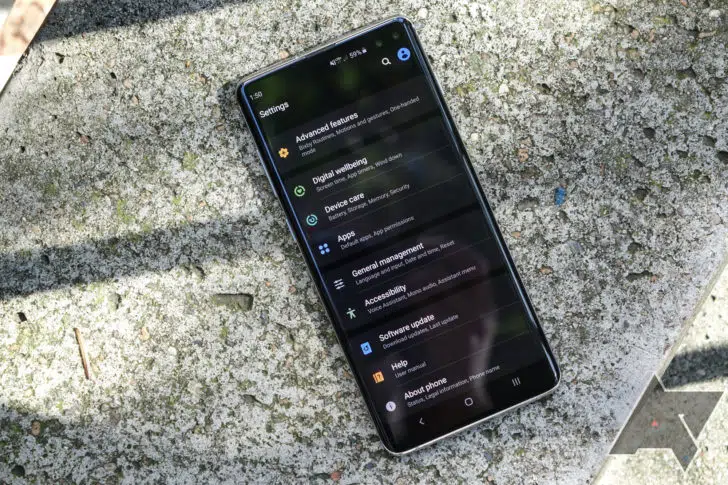 1:50
59%
Settings
Advanced features
Bixby Routines, Motions and gestures, One-handed
mode
Digital wellbeing
Screen time, App timers, Wind down
Device care
Battery, Storage, Memory, Security
Apps
Default apps, App permissions
General management
Language and input, Date and time, Reset
Accessibility
Voice Assistant, Mono audio, Assistant menu
Software update
Download updates, Last update
Help
User manual
About phone
Status, Legal information, Phone name